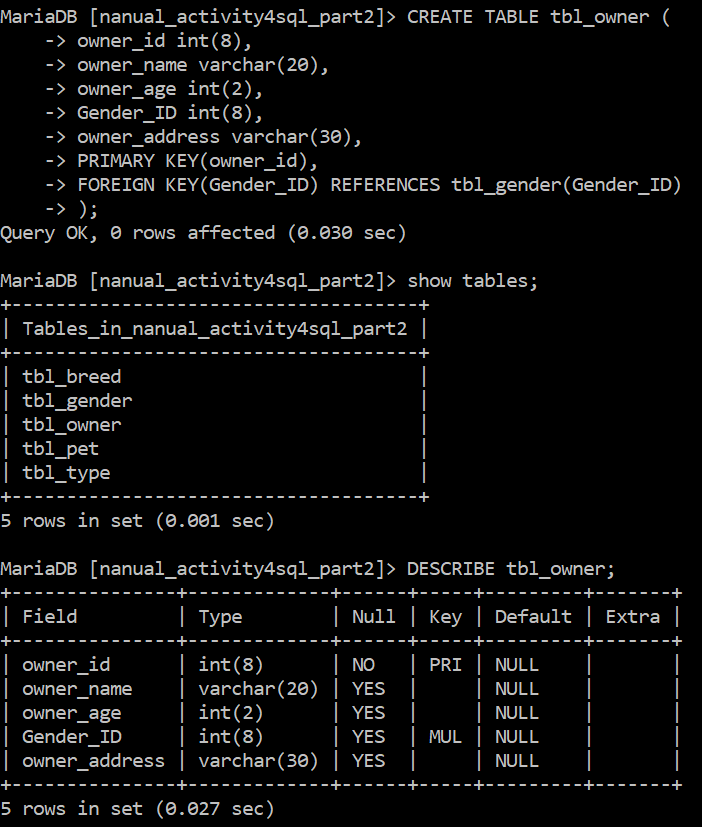 MariaDB [nanual_activity4sql_part2]> CREATE TABLE tbl_owner (
    -> owner_id int(8),
    -> owner_name varchar(20),
    -> owner_age int(2),
    -> Gender_ID int(8),
    -> owner_address varchar(30),
    -> PRIMARY KEY(owner_id),
    -> FOREIGN KEY(Gender_ID) REFERENCES tbl_gender(Gender_ID)
    -> );
Query OK, 0 rows affected (0.030 sec)

MariaDB [nanual_activity4sql_part2]> show tables;
+-------------------------------------+
| Tables_in_nanual_activity4sql_part2 |
+-------------------------------------+
| tbl_breed                           |
| tbl_gender                          |
| tbl_owner                           |
| tbl_pet                             |
| tbl_type                            |
+-------------------------------------+
5 rows in set (0.001 sec)

MariaDB [nanual_activity4sql_part2]> DESCRIBE tbl_owner;
+---------------+-------------+------+-----+---------+-------+
| Field         | Type        | Null | Key | Default | Extra |
+---------------+-------------+------+-----+---------+-------+
| owner_id      | int(8)      | NO   | PRI | NULL    |       |
| owner_name    | varchar(20) | YES  |     | NULL    |       |
| owner_age     | int(2)      | YES  |     | NULL    |       |
| Gender_ID     | int(8)      | YES  | MUL | NULL    |       |
| owner_address | varchar(30) | YES  |     | NULL    |       |
+---------------+-------------+------+-----+---------+-------+
5 rows in set (0.027 sec)